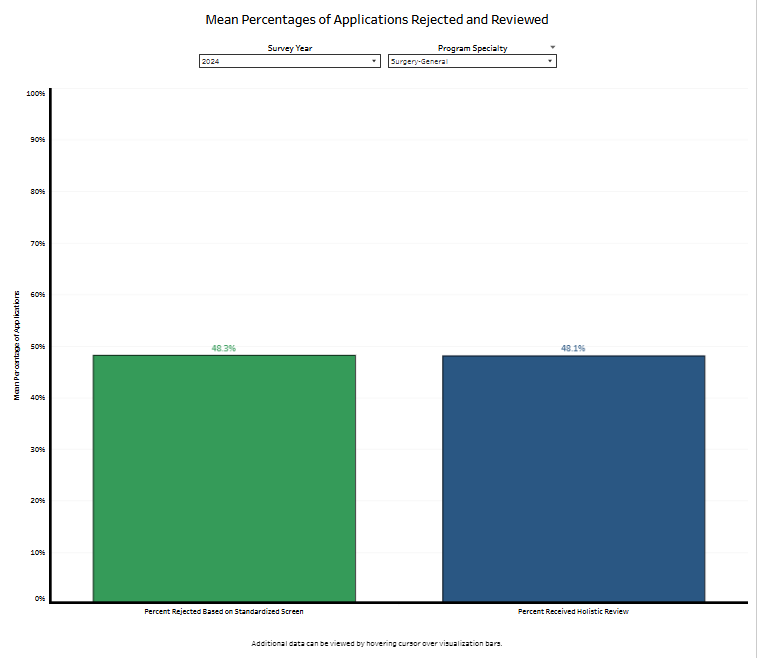 Mean Percentages of Applications Rejected and Reviewed
Survey Year
Program Specialty
2024
Surgery-General
100%
90%
80%
70%
60%
50%
40%
30%
20%
10%
0%
Mean Percentage of Applications
48.3%
48.1%
Percent Rejected Based on Standardized Screen
Percent Received Holistic Review
Additional data can be viewed by hovering cursor over visualization bars.